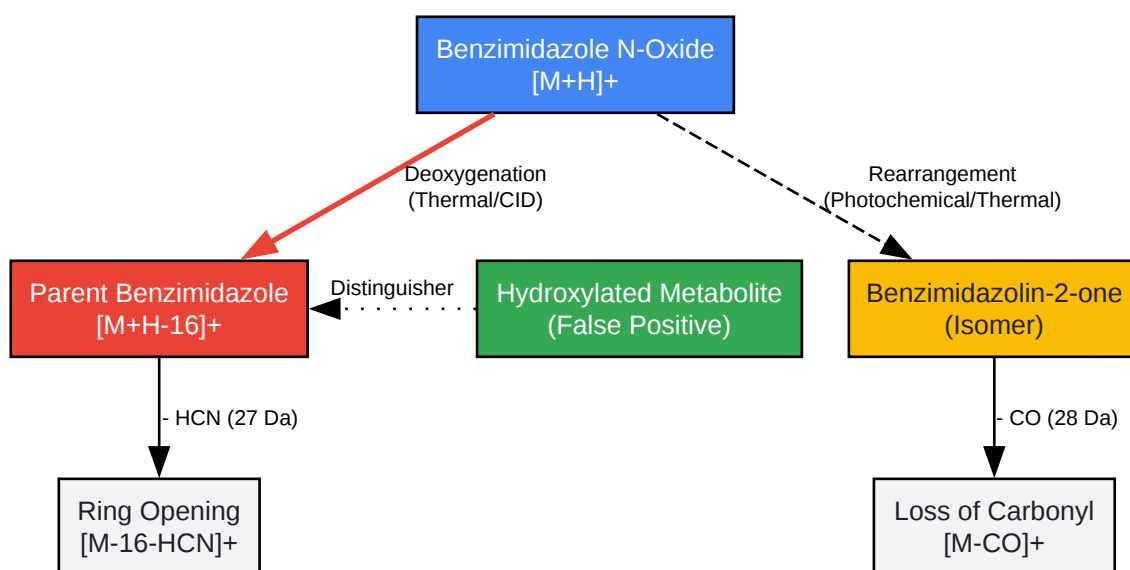 Benzimidazole N-Oxide
[M+H]+
Deoxygenation
(Thermal/CID)
Rearrangement
(Photochemical/Thermal)
Parent Benzimidazole
[M+H-16]+
Distinguisher
Hydroxylated Metabolite
(False Positive)
Benzimidazolin-2-one
(Isomer)
- HCN (27 Da)
- CO (28 Da)
Ring Opening
[M-16-HCN]+
Loss of Carbonyl
[M-CO]+